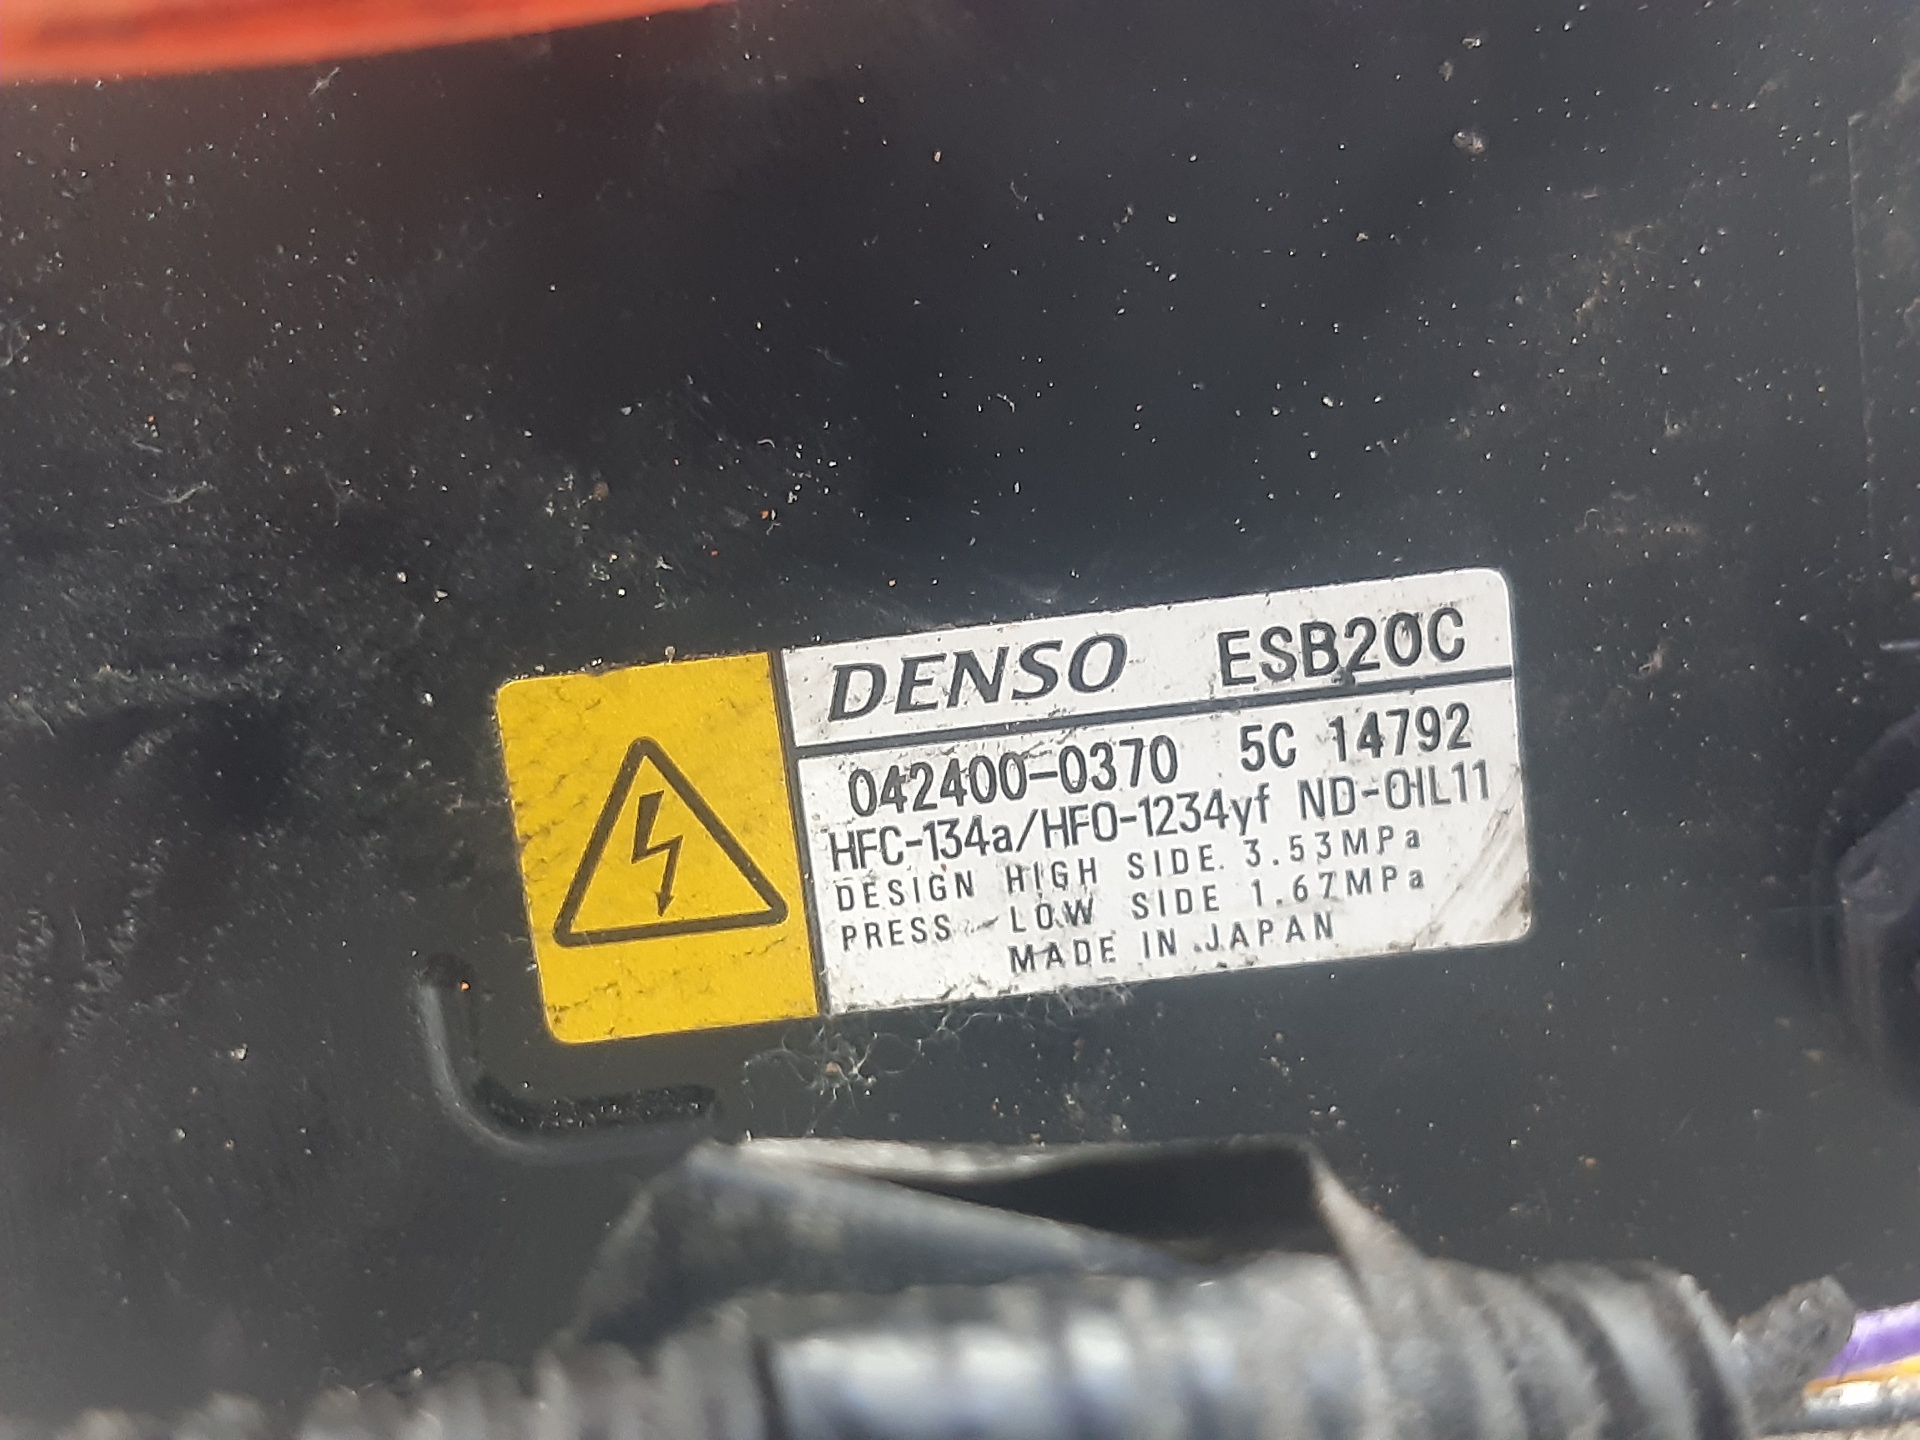 DENSO ESB20C
042400-0370 5C 14792
HFC-134a/HFO-1234yf ND-OIL11
DESIGN HIGH SIDE 3.53MPa
PRESS LOW SIDE 1.67MPa
MADE IN JAPAN